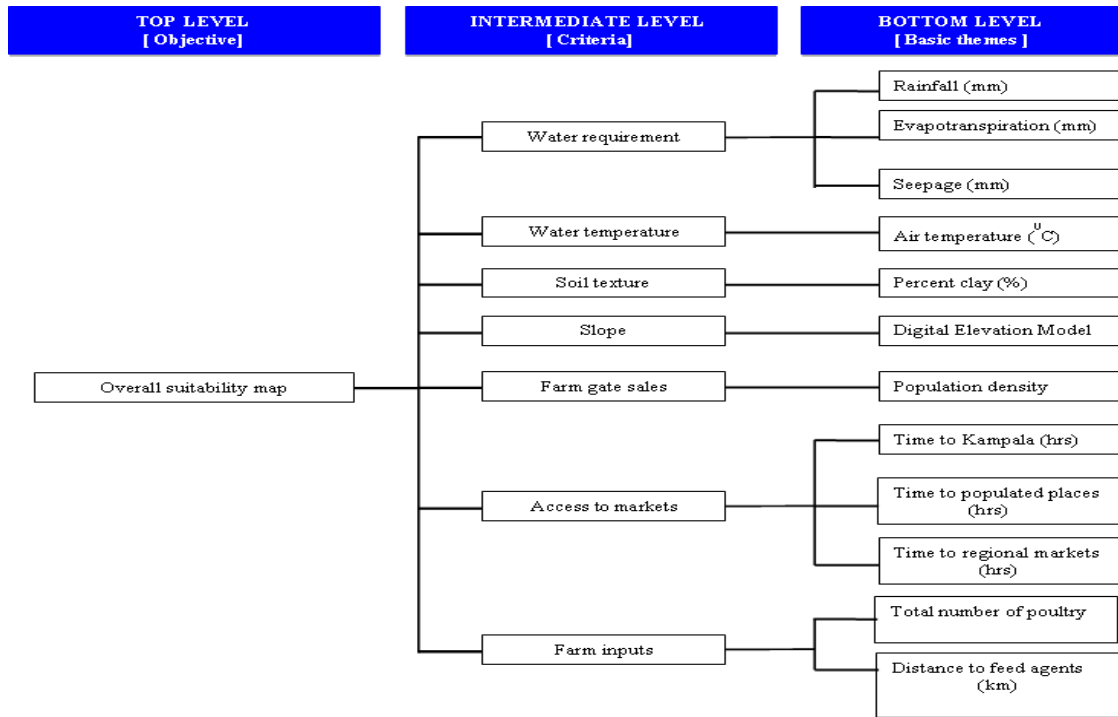 TOP LEVEL
[ Objective]
INTERMEDIATE LEVEL
[ Criteria]
BOTTOM LEVEL
[ Basic themes ]
Overall suitability map
Water requirement
Rainfall (mm)
Evapotranspiration (mm)
Seepage (mm)
Water temperature
Air temperature (⁰C)
Soil texture
Percent clay (%)
Slope
Digital Elevation Model
Farm gate sales
Population density
Access to markets
Time to Kampala (hrs)
Time to populated places
(hrs)
Time to regional markets
(hrs)
Farm inputs
Total number of poultry
Distance to feed agents
(km)